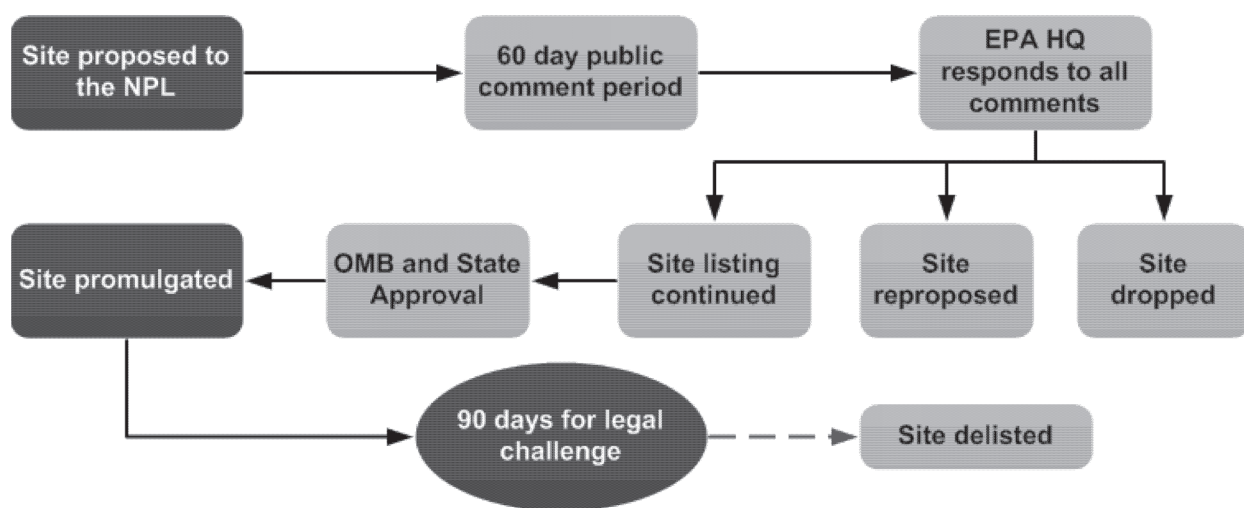 Site proposed to
the NPL
60 day public
comment period
EPA HQ
responds to all
comments
Site promulgated
OMB and State
Approval
Site listing
continued
Site
reproposed
Site
dropped
90 days for legal
challenge
Site delisted